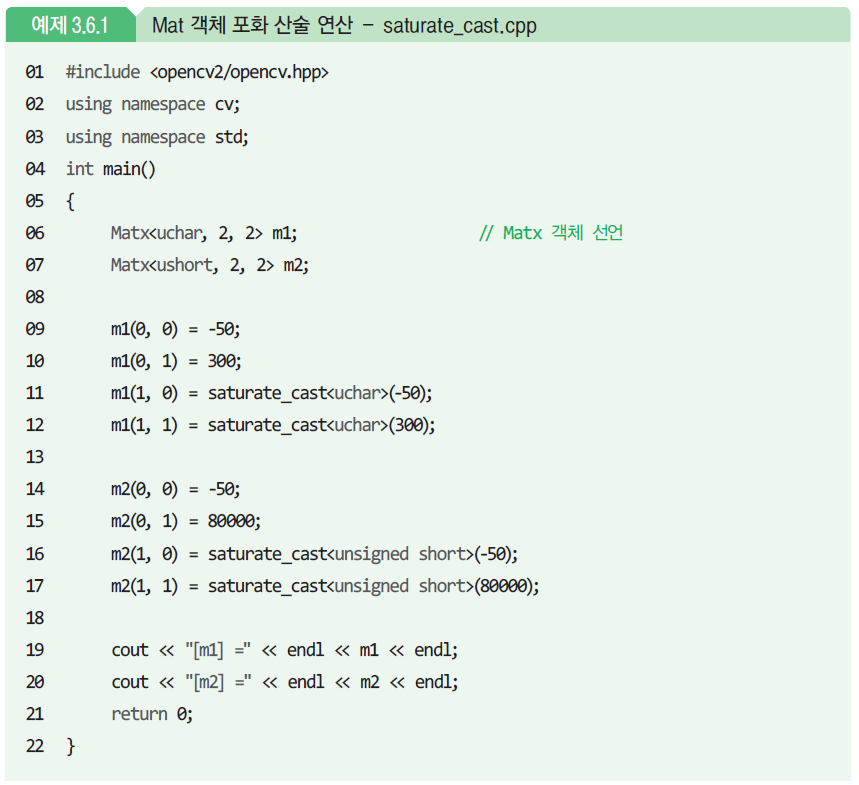 예제 3.6.1 Mat 객체 포화 산술 연산 - saturate_cast.cpp
01 #include <opencv2/opencv.hpp>
02 using namespace cv;
03 using namespace std;
04 int main()
05 {
06 Matx<uchar, 2, 2> m1; // Matx 객체 선언
07 Matx<ushort, 2, 2> m2;
08
09 m1(0, 0) = -50;
10 m1(0, 1) = 300;
11 m1(1, 0) = saturate_cast<uchar>(-50);
12 m1(1, 1) = saturate_cast<uchar>(300);
13
14 m2(0, 0) = -50;
15 m2(0, 1) = 80000;
16 m2(1, 0) = saturate_cast<unsigned short>(-50);
17 m2(1, 1) = saturate_cast<unsigned short>(80000);
18
19 cout << "[m1] =" << endl << m1 << endl;
20 cout << "[m2] =" << endl << m2 << endl;
21 return 0;
22 }